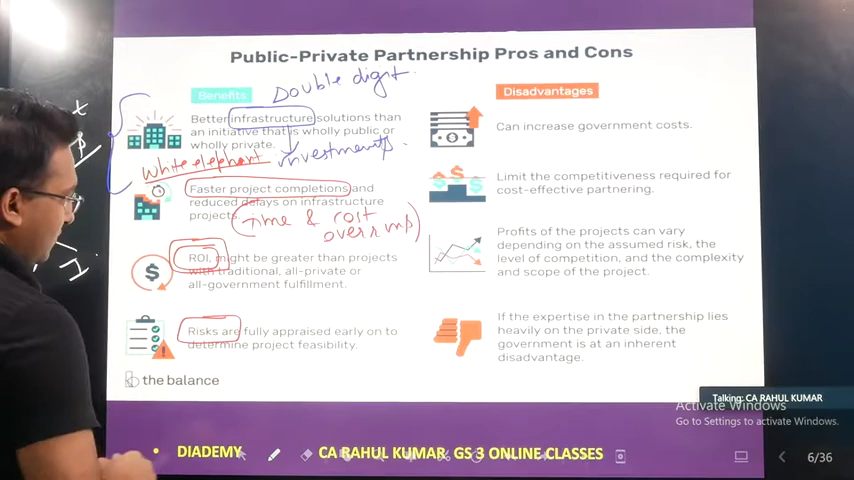 Public-Private Partnership Pros and Cons
Benefits
Double digit
Better infrastructure solutions than
an initiative that is wholly public or
wholly private.
investments
White elephant
Faster project completions and
reduced delays on infrastructure
projects.
(Time & cost
overruns)
ROI, might be greater than projects
with traditional, all-private or
all-government fulfillment.
Risks are fully appraised early on to
determine project feasibility.
the balance
Disadvantages
Can increase government costs.
Limit the competitiveness required for
cost-effective partnering.
Profits of the projects can vary
depending on the assumed risk, the
level of competition, and the complexity
and scope of the project.
If the expertise in the partnership lies
heavily on the private side, the
government is at an inherent
disadvantage.
Talking: CA RAHUL KUMAR
Activate Windows
Go to Settings to activate Windows.
• DIADEMY CA RAHUL KUMAR GS 3 ONLINE CLASSES
6/36